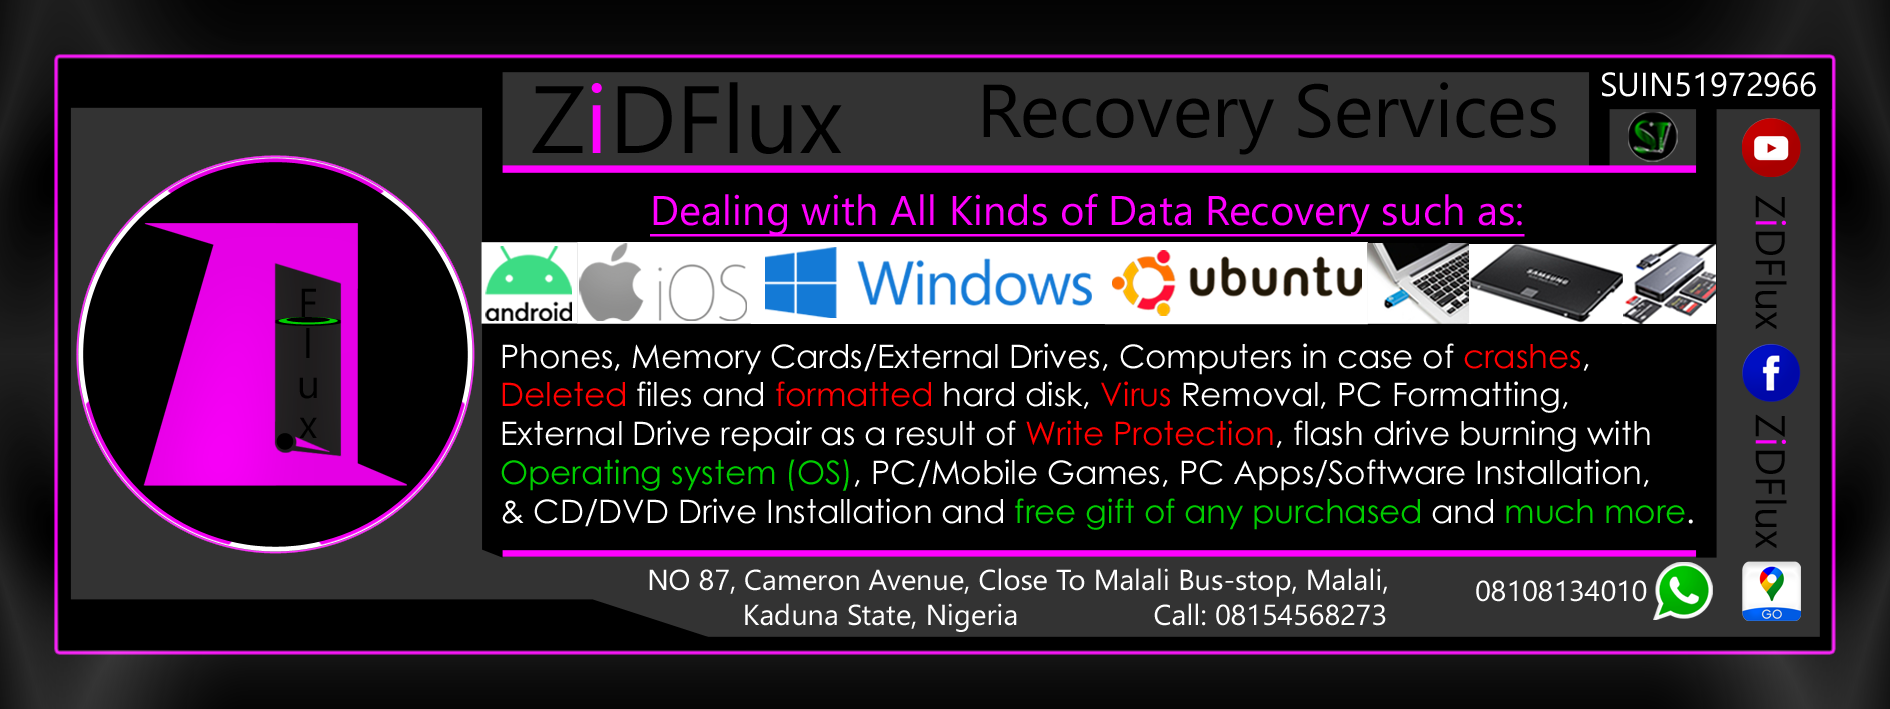 ZiDFlux Recovery Services
SUIN51972966
Dealing with All Kinds of Data Recovery such as:
android
iOS
Windows
ubuntu
SAMSUNG
Flux
Phones, Memory Cards/External Drives, Computers in case of crashes,
Deleted files and formatted hard disk, Virus Removal, PC Formatting,
External Drive repair as a result of Write Protection, flash drive burning with
Operating system (OS), PC/Mobile Games, PC Apps/Software Installation,
& CD/DVD Drive Installation and free gift of any purchased and much more.
NO 87, Cameron Avenue, Close To Malali Bus-stop, Malali,
Kaduna State, Nigeria Call: 08154568273
08108134010
ZiDFlux
ZiDFlux
GO